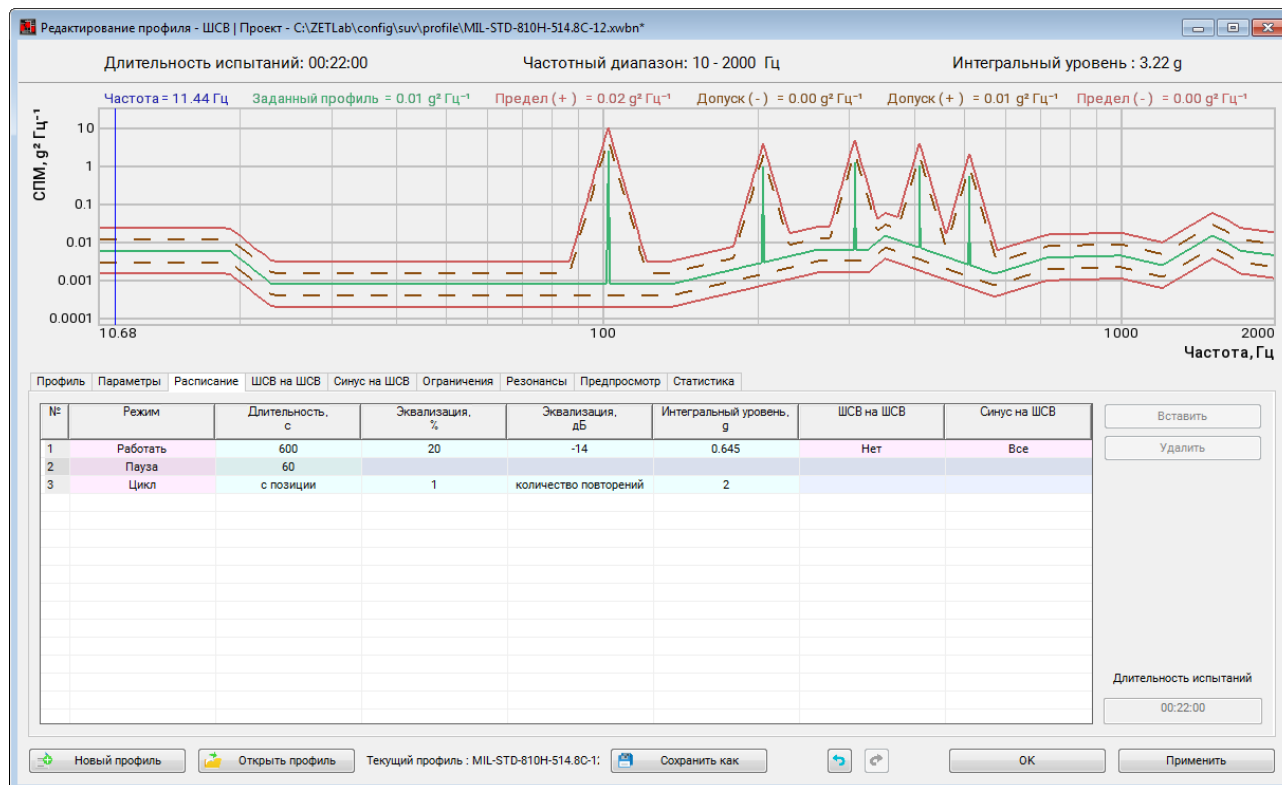 Редактирование профиля - ШСВ | Проект - C:\ZETLab\config\suv\profile\MIL-STD-810H-514.8C-12.xwbn*
Длительность испытаний: 00:22:00 Частотный диапазон: 10 - 2000 Гц Интегральный уровень : 3.22 g
Частота = 11.44 Гц Заданный профиль = 0.01 g² Гц⁻¹ Предел (+) = 0.02 g² Гц⁻¹ Допуск (-) = 0.00 g² Гц⁻¹ Допуск (+) = 0.01 g² Гц⁻¹ Предел (-) = 0.00 g² Гц⁻¹
СПМ, g² Гц⁻¹
10
1
0.1
0.01
0.001
0.0001
10.68 100 1000 2000
Частота, Гц
Профиль Параметры Расписание ШСВ на ШСВ Синус на ШСВ Ограничения Резонансы Предпросмотр Статистика
№ Режим Длительность, с Эквализация, % Эквализация, дБ Интегральный уровень, g ШСВ на ШСВ Синус на ШСВ
1 Работать 600 20 -14 0.645 Нет Все
2 Пауза 60
3 Цикл с позиции 1 количество повторений 2
Вставить
Удалить
Длительность испытаний
00:22:00
Новый профиль Открыть профиль Текущий профиль : MIL-STD-810H-514.8C-1: Сохранить как OK Применить